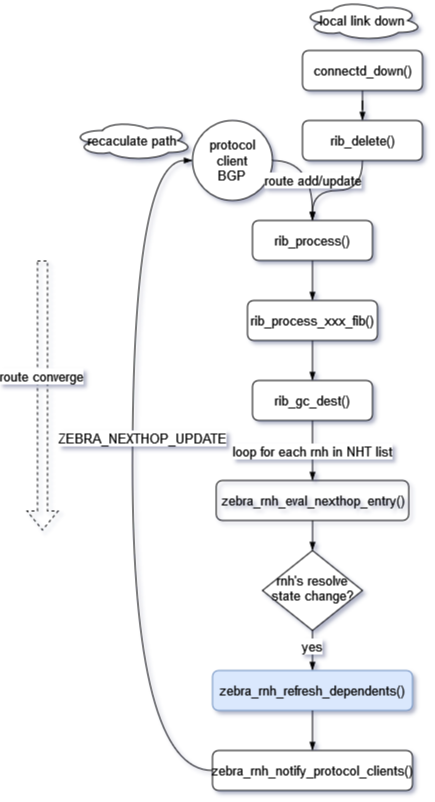 local link down
connectd_down()
rib_delete()
recaculate path
protocol
client
BGP
route add/update
rib_process()
rib_process_xxx_fib()
route converge
rib_gc_dest()
ZEBRA_NEXTHOP_UPDATE
loop for each rnh in NHT list
zebra_rnh_eval_nexthop_entry()
rnh's resolve
state change?
yes
zebra_rnh_refresh_dependents()
zebra_rnh_notify_protocol_clients()